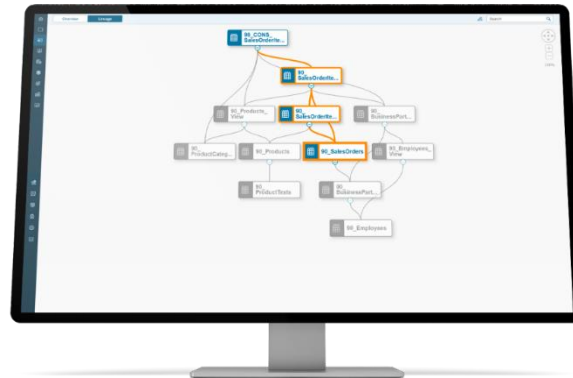 Overview Lineage Search
90_CONS_
SalesOrderIte...
90_
SalesOrderIte...
90_Products_
View
90_
SalesOrderIte...
90_
BusinessPart...
90_
ProductCateg...
90_Products
90_SalesOrders
90_Employees_
View
90_
ProductTexts
90_
BusinessPart...
90_Employees